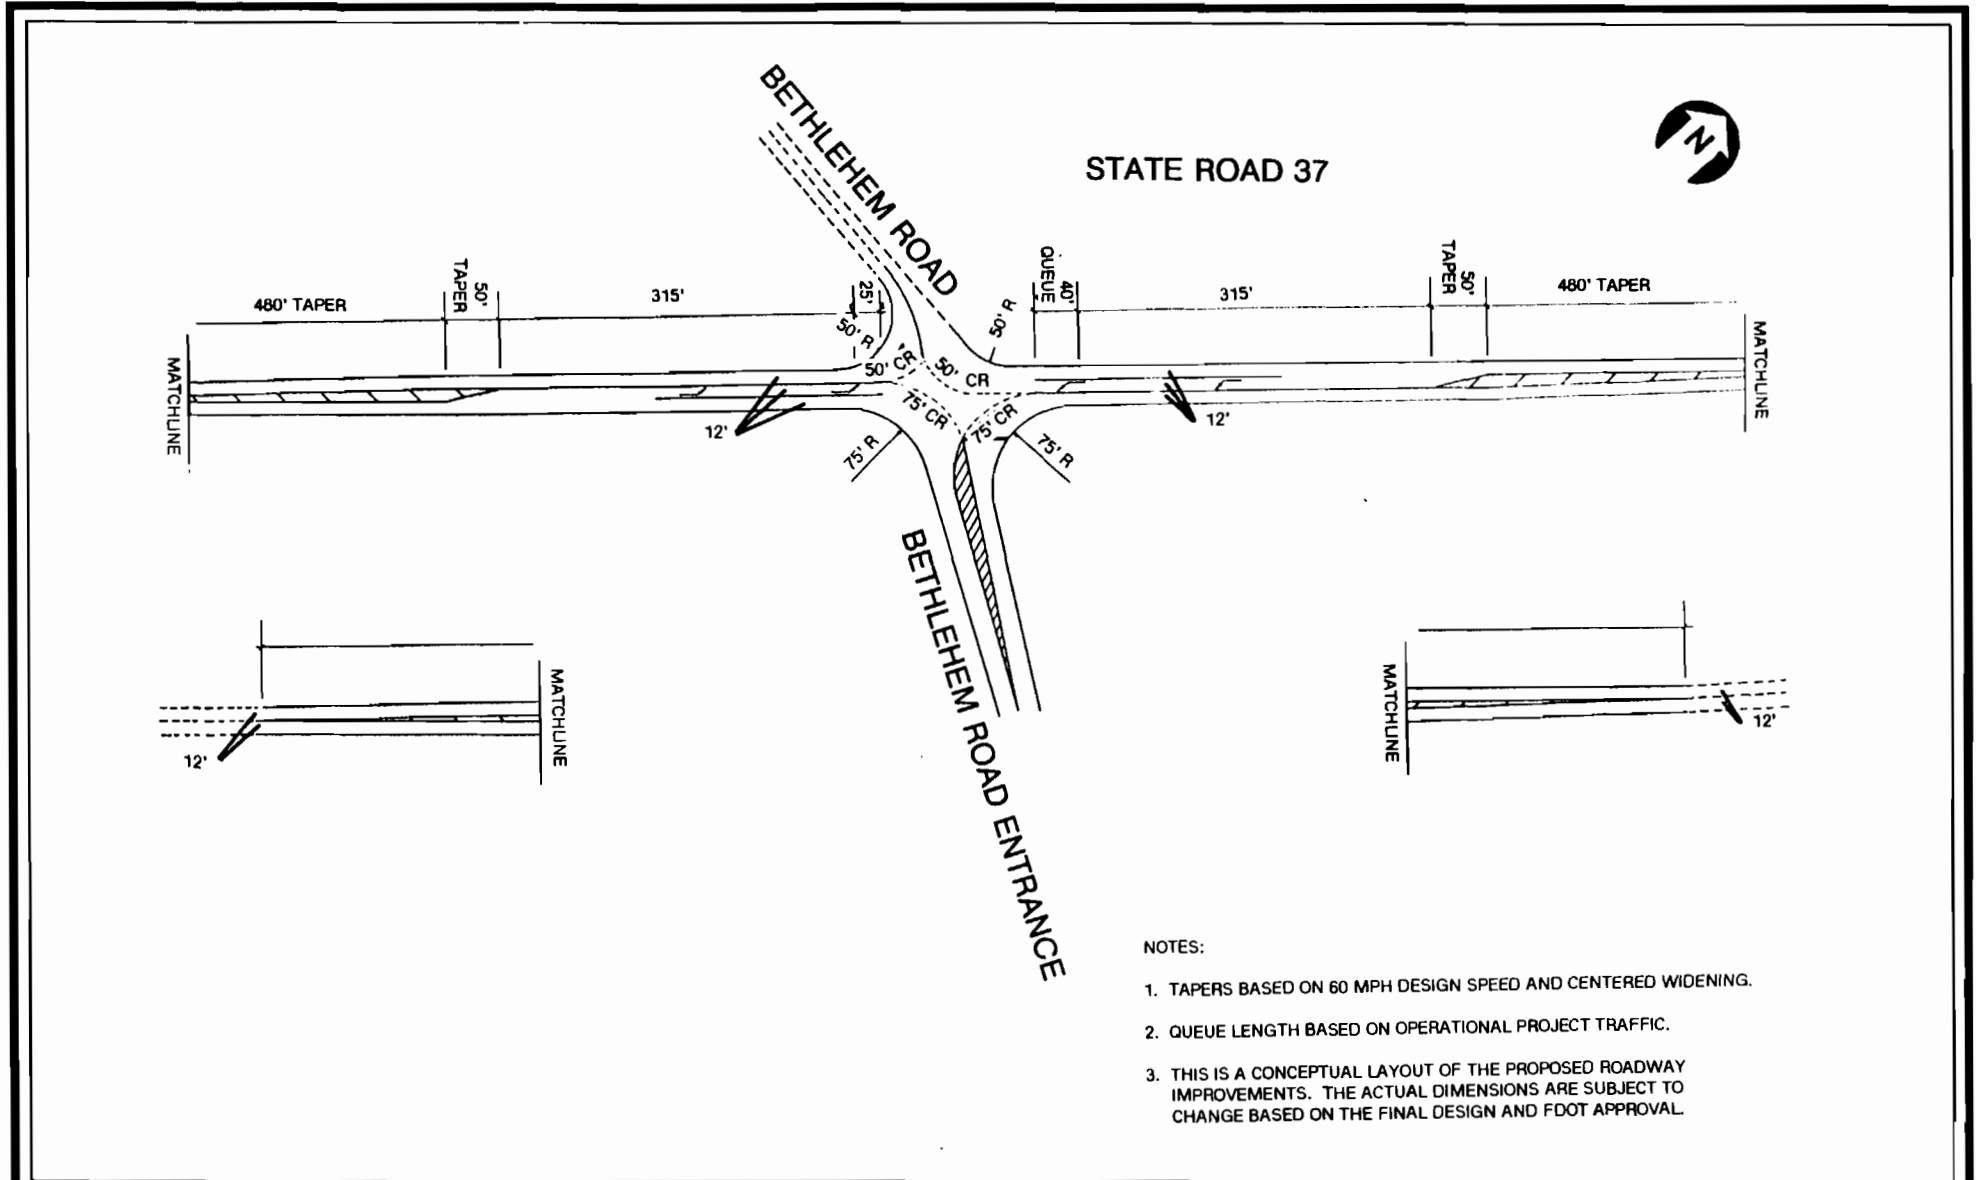 BETHLEHEM ROAD
STATE ROAD 37
N
480' TAPER
50'
TAPER
315'
25'
50' R
50' R
40'
QUEUE
315'
50'
TAPER
480' TAPER
MATCHLINE
50' CR
50'
CR
75' CR
75' CR
12'
75' R
75' R
12'
MATCHLINE
BETHLEHEM ROAD ENTRANCE
12'
MATCHLINE
MATCHLINE
12'
NOTES:
1. TAPERS BASED ON 60 MPH DESIGN SPEED AND CENTERED WIDENING.
2. QUEUE LENGTH BASED ON OPERATIONAL PROJECT TRAFFIC.
3. THIS IS A CONCEPTUAL LAYOUT OF THE PROPOSED ROADWAY
IMPROVEMENTS. THE ACTUAL DIMENSIONS ARE SUBJECT TO
CHANGE BASED ON THE FINAL DESIGN AND FDOT APPROVAL.